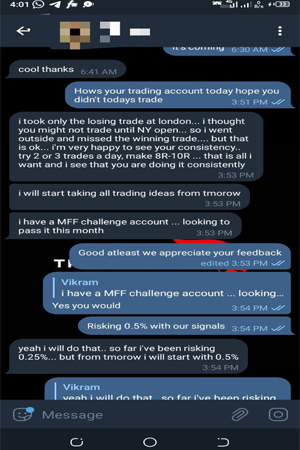 4:01
It's coming 6:30 AM
cool thanks 6:41 AM
Hows your trading account today hope you
didn't todays trade 3:51 PM
i took only the losing trade at london... i thought
you might not trade until NY open... so i went
outside and missed the winning trade.... but that
is ok... i'm very happy to see your consistency..
try 2 or 3 trades a day, make 8R-10R ... that is all i
want and i see that you are doing it consistently
3:53 PM
i will start taking all trading ideas from tmorow
3:53 PM
i have a MFF challenge account ... looking to
pass it this month 3:53 PM
Good atleast we appreciate your feedback
edited 3:53 PM
Vikram
i have a MFF challenge account ... looking...
Yes you would 3:54 PM
Risking 0.5% with our signals 3:54 PM
yeah i will do that.. so far i've been risking
0.25%... but from tmorow i will start with 0.5%
3:54 PM
Vikram
yeah i will do that.. so far i've been risking
Message